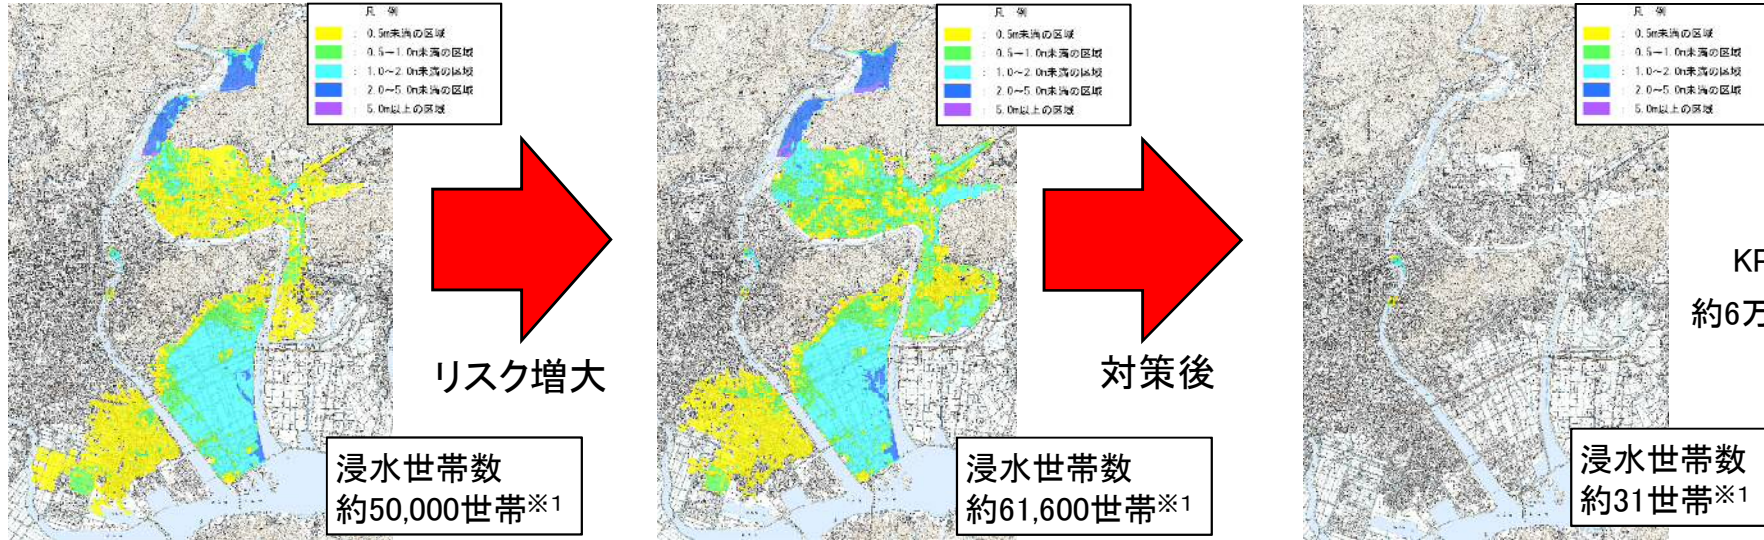 凡 例
: 0.5m未満の区域
: 0.5~1.0m未満の区域
: 1.0~2.0m未満の区域
: 2.0~5.0m未満の区域
: 5.0m以上の区域
リスク増大
浸水世帯数
約50,000世帯※1
凡 例
: 0.5m未満の区域
: 0.5~1.0m未満の区域
: 1.0~2.0m未満の区域
: 2.0~5.0m未満の区域
: 5.0m以上の区域
対策後
浸水世帯数
約61,600世帯※1
凡 例
: 0.5m未満の区域
: 0.5~1.0m未満の区域
: 1.0~2.0m未満の区域
: 2.0~5.0m未満の区域
: 5.0m以上の区域
約6万
浸水世帯数
約31世帯※1